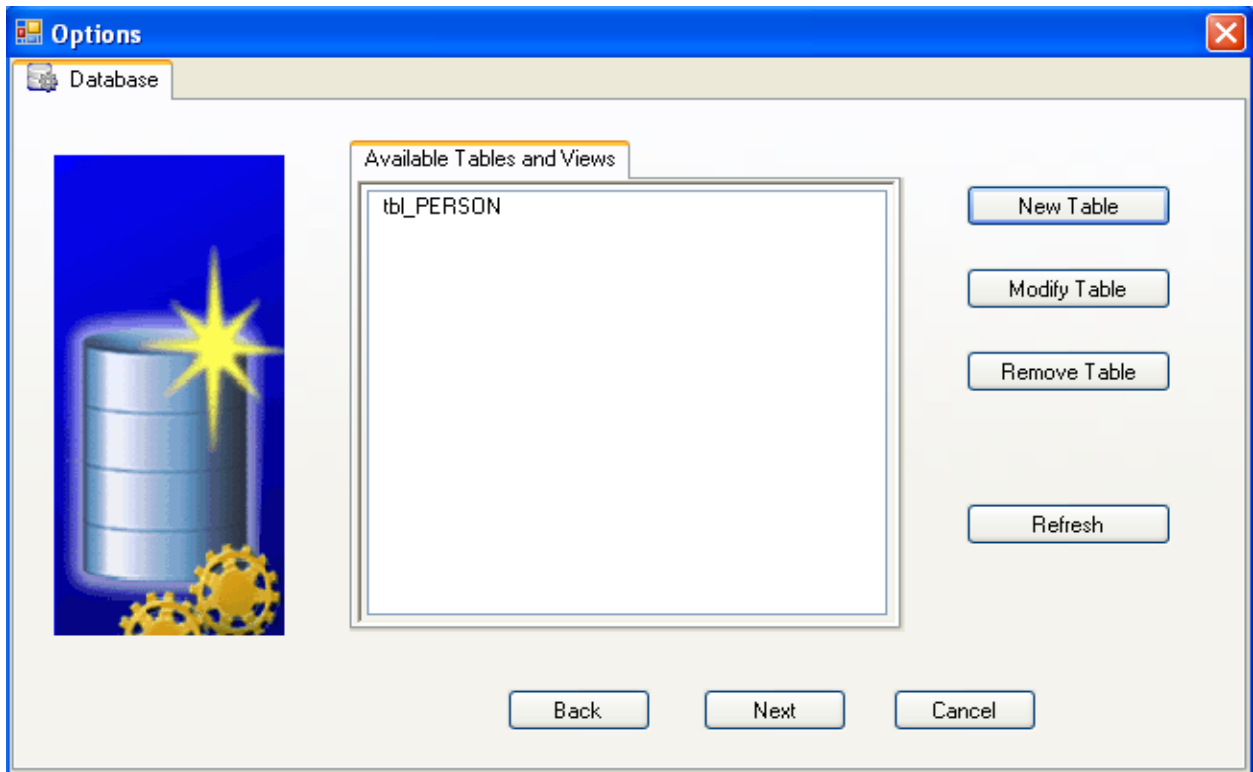 Options
Database
Available Tables and Views
tbl_PERSON
New Table
Modify Table
Remove Table
Refresh
Back Next Cancel